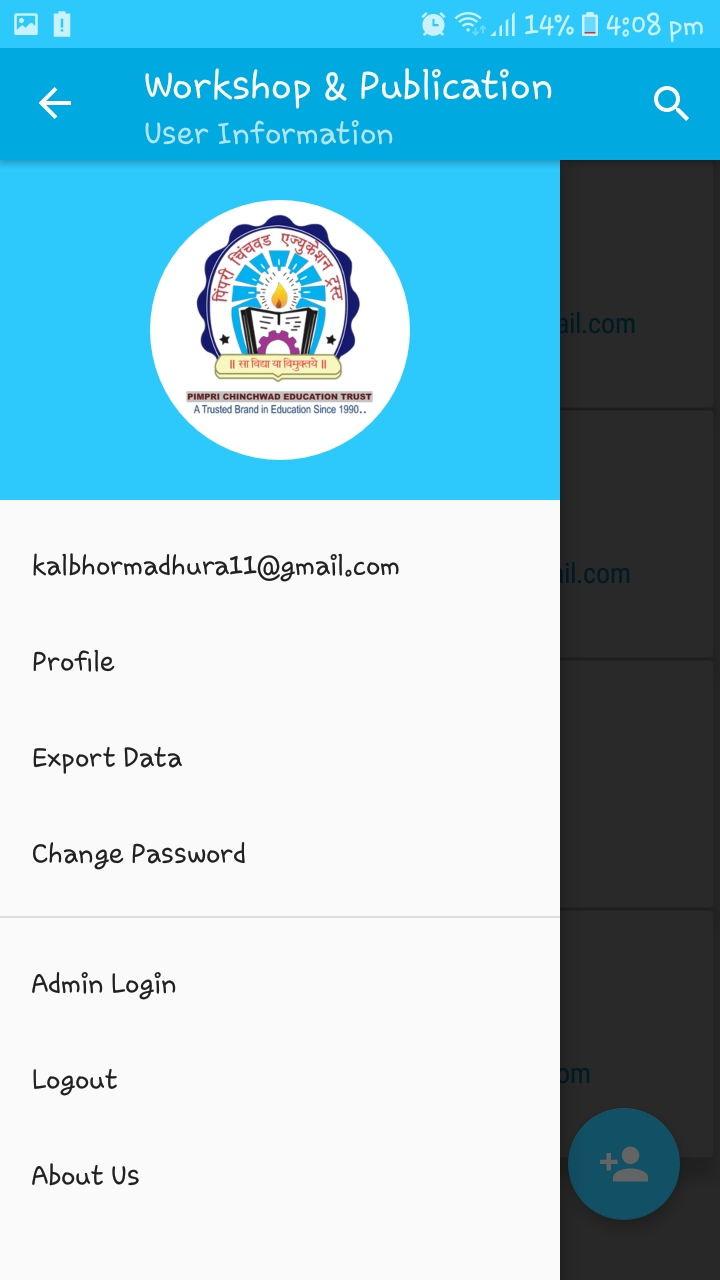 14% 4:08 pm
Workshop & Publication
User Information
पिंपरी चिंचवड एज्युकेशन ट्रस्ट
॥ सा विद्या या विमुक्तये ॥
PIMPRI CHINCHWAD EDUCATION TRUST
A Trusted Brand in Education Since 1990..
ail.com
kalbhormadhura11@gmail.com
il.com
Profile
Export Data
Change Password
Admin Login
Logout
om
About Us